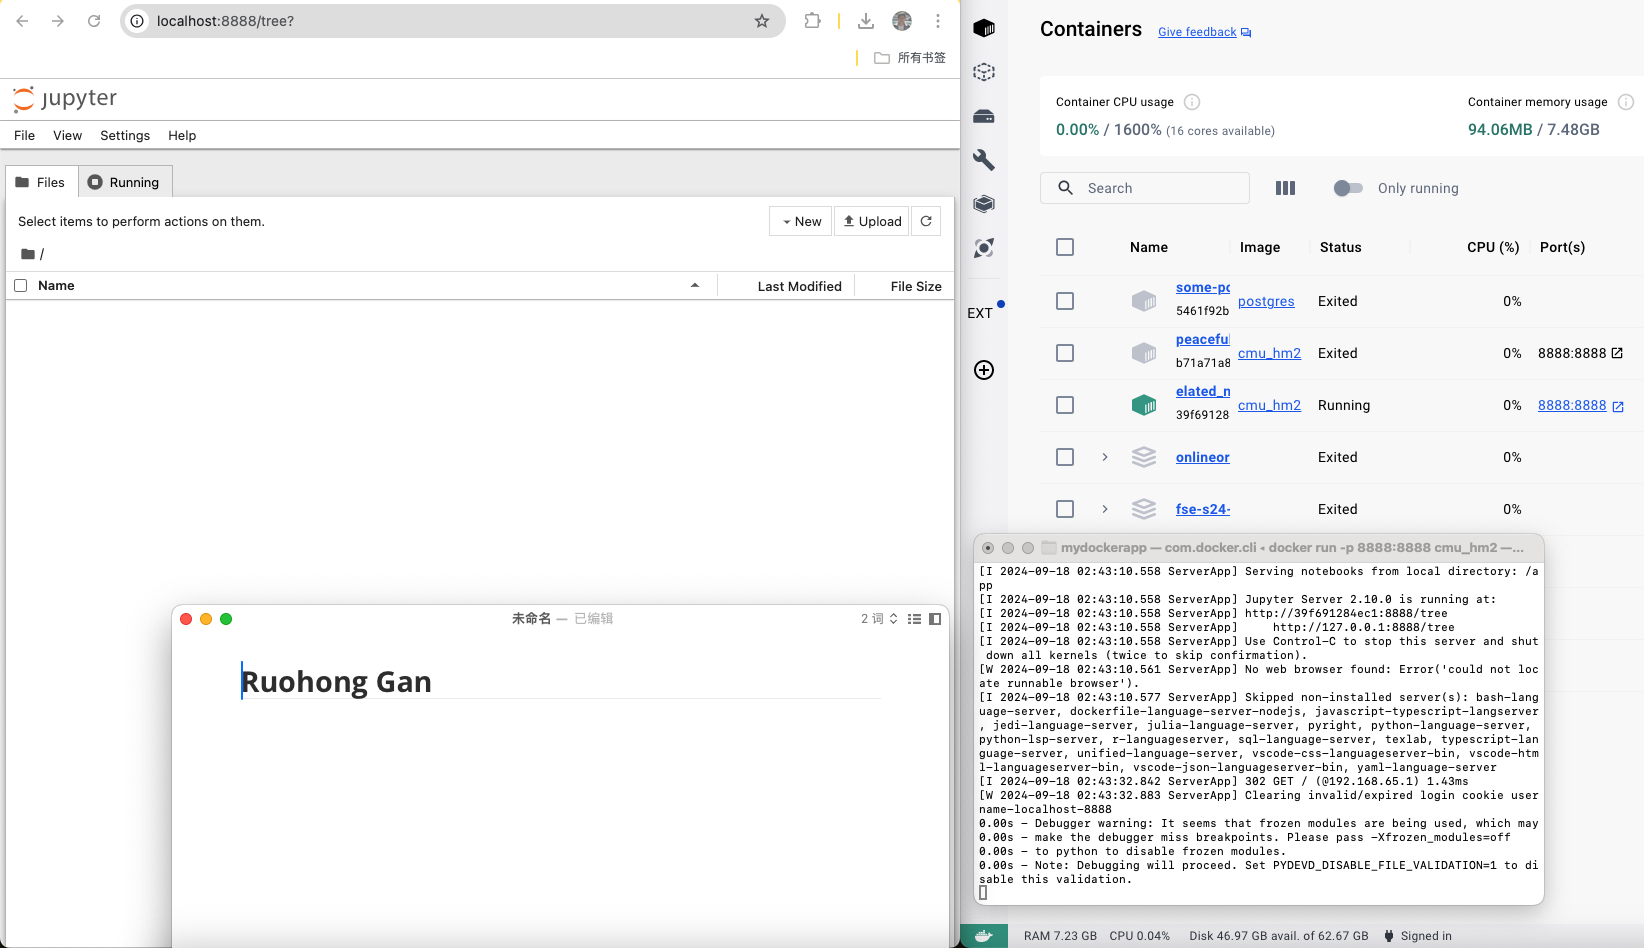 localhost:8888/tree?
所有书签
jupyter
File View Settings Help
Files Running
Select items to perform actions on them.
New Upload
/
Name Last Modified File Size
未命名 — 已编辑 2 词
Ruohong Gan
Containers Give feedback
Container CPU usage
0.00% / 1600% (16 cores available)
Container memory usage
94.06MB / 7.48GB
Search Only running
Name Image Status CPU (%) Port(s)
EXT
some-po
5461f92b postgres Exited 0%
peaceful
b71a71a8 cmu_hm2 Exited 0% 8888:8888
elated_n
39f69128 cmu_hm2 Running 0% 8888:8888
onlineor Exited 0%
fse-s24- Exited 0%
mydockerapp — com.docker.cli ◂ docker run -p 8888:8888 cmu_hm2 —...
[I 2024-09-18 02:43:10.558 ServerApp] Serving notebooks from local directory: /a
pp
[I 2024-09-18 02:43:10.558 ServerApp] Jupyter Server 2.10.0 is running at:
[I 2024-09-18 02:43:10.558 ServerApp] http://39f691284ec1:8888/tree
[I 2024-09-18 02:43:10.558 ServerApp]     http://127.0.0.1:8888/tree
[I 2024-09-18 02:43:10.558 ServerApp] Use Control-C to stop this server and shut
 down all kernels (twice to skip confirmation).
[W 2024-09-18 02:43:10.561 ServerApp] No web browser found: Error('could not loc
ate runnable browser').
[I 2024-09-18 02:43:10.577 ServerApp] Skipped non-installed server(s): bash-lang
uage-server, dockerfile-language-server-nodejs, javascript-typescript-langserver
, jedi-language-server, julia-language-server, pyright, python-language-server,
python-lsp-server, r-languageserver, sql-language-server, texlab, typescript-lan
guage-server, unified-language-server, vscode-css-languageserver-bin, vscode-htm
l-languageserver-bin, vscode-json-languageserver-bin, yaml-language-server
[I 2024-09-18 02:43:32.842 ServerApp] 302 GET / (@192.168.65.1) 1.43ms
[W 2024-09-18 02:43:32.883 ServerApp] Clearing invalid/expired login cookie user
name-localhost-8888
0.00s - Debugger warning: It seems that frozen modules are being used, which may
0.00s - make the debugger miss breakpoints. Please pass -Xfrozen_modules=off
0.00s - to python to disable frozen modules.
0.00s - Note: Debugging will proceed. Set PYDEVD_DISABLE_FILE_VALIDATION=1 to di
sable this validation.
RAM 7.23 GB CPU 0.04% Disk 46.97 GB avail. of 62.67 GB Signed in